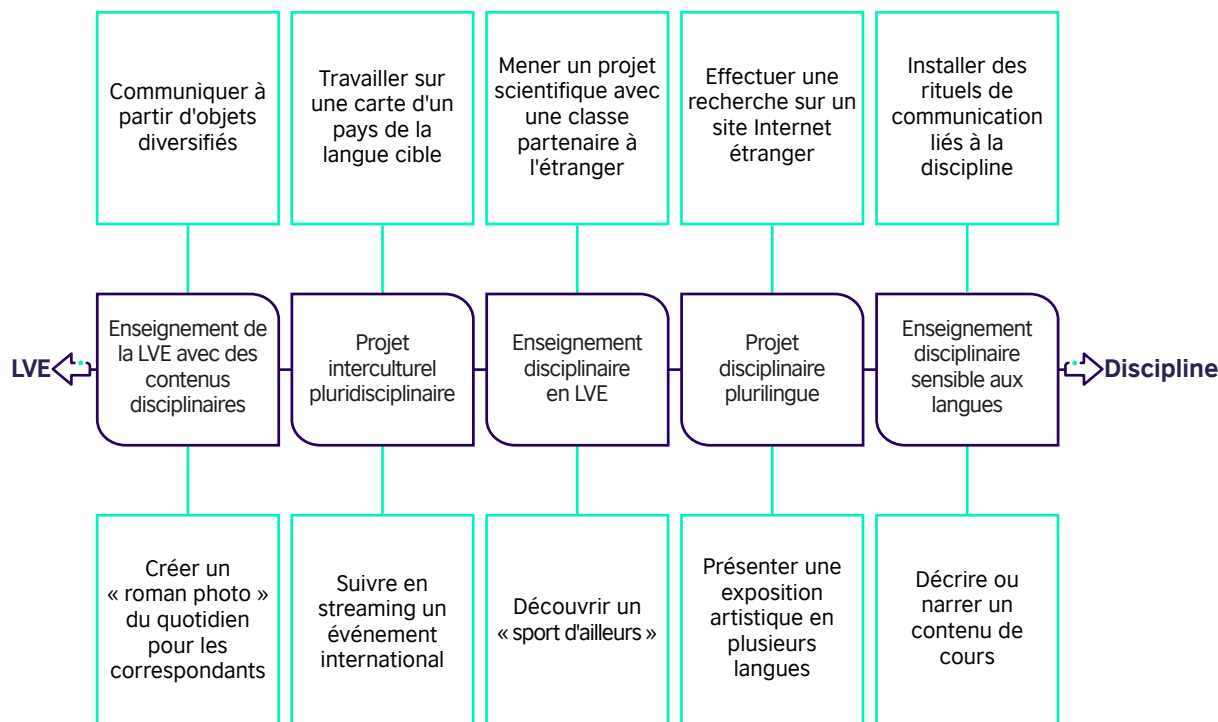 Communiquer à
partir d'objets
diversifiés
Travailler sur
une carte d'un
pays de la
langue cible
Mener un projet
scientifique avec
une classe
partenaire à
l'étranger
Effectuer une
recherche sur un
site Internet
étranger
Installer des
rituels de
communication
liés à la
discipline
LVE
Enseignement de
la LVE avec des
contenus
disciplinaires
Projet
interculturel
pluridisciplinaire
Enseignement
disciplinaire
en LVE
Projet
disciplinaire
plurilingue
Enseignement
disciplinaire
sensible aux
langues
Discipline
Créer un
« roman photo »
du quotidien
pour les
correspondants
Suivre en
streaming un
événement
international
Découvrir un
« sport d'ailleurs »
Présenter une
exposition
artistique en
plusieurs
langues
Décrire ou
narrer un
contenu de
cours